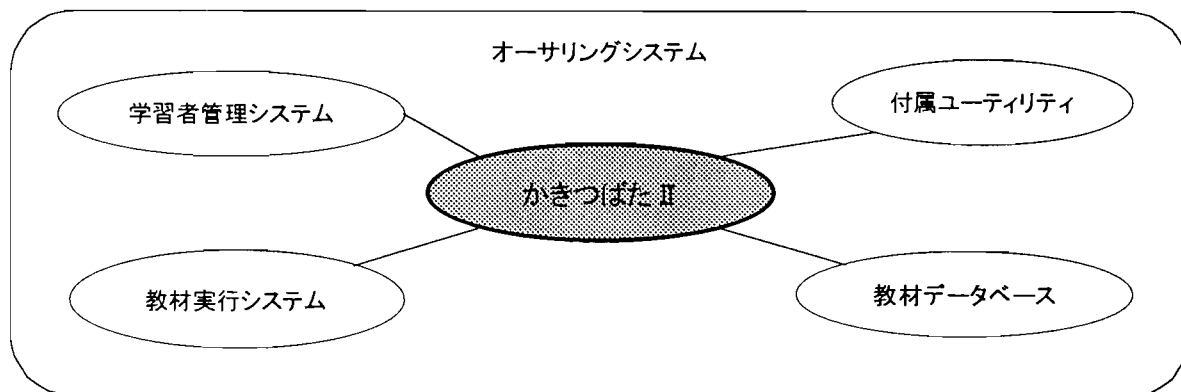 オーサリングシステム
学習者管理システム
付属ユーティリティ
かきつばたⅡ
教材実行システム
教材データベース